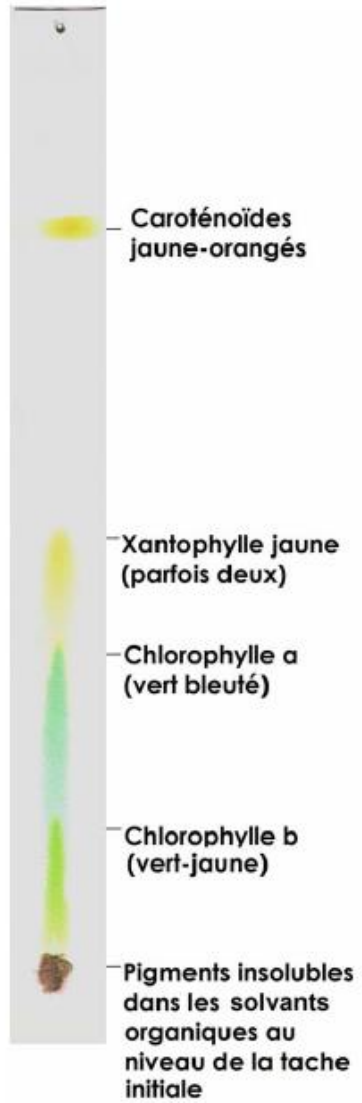 Caroténoïdes
jaune-orangés
Xantophylle jaune
(parfois deux)
Chlorophylle a
(vert bleuté)
Chlorophylle b
(vert-jaune)
Pigments insolubles
dans les solvants
organiques au
niveau de la tache
initiale